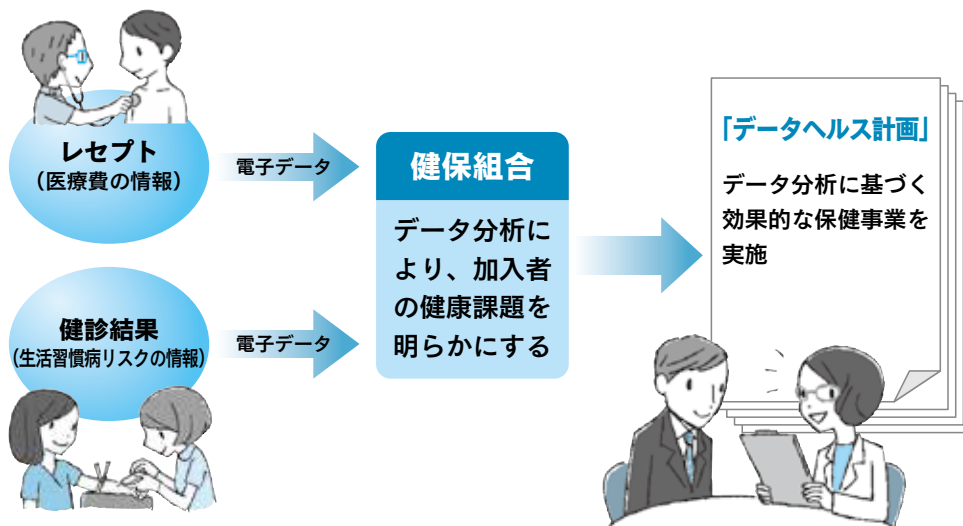 レセプト
（医療費の情報）
電子データ
健診結果
（生活習慣病リスクの情報）
電子データ
健保組合
データ分析に
より、加入者
の健康課題を
明らかにする
「データヘルス計画」
データ分析に基づく
効果的な保健事業を
実施